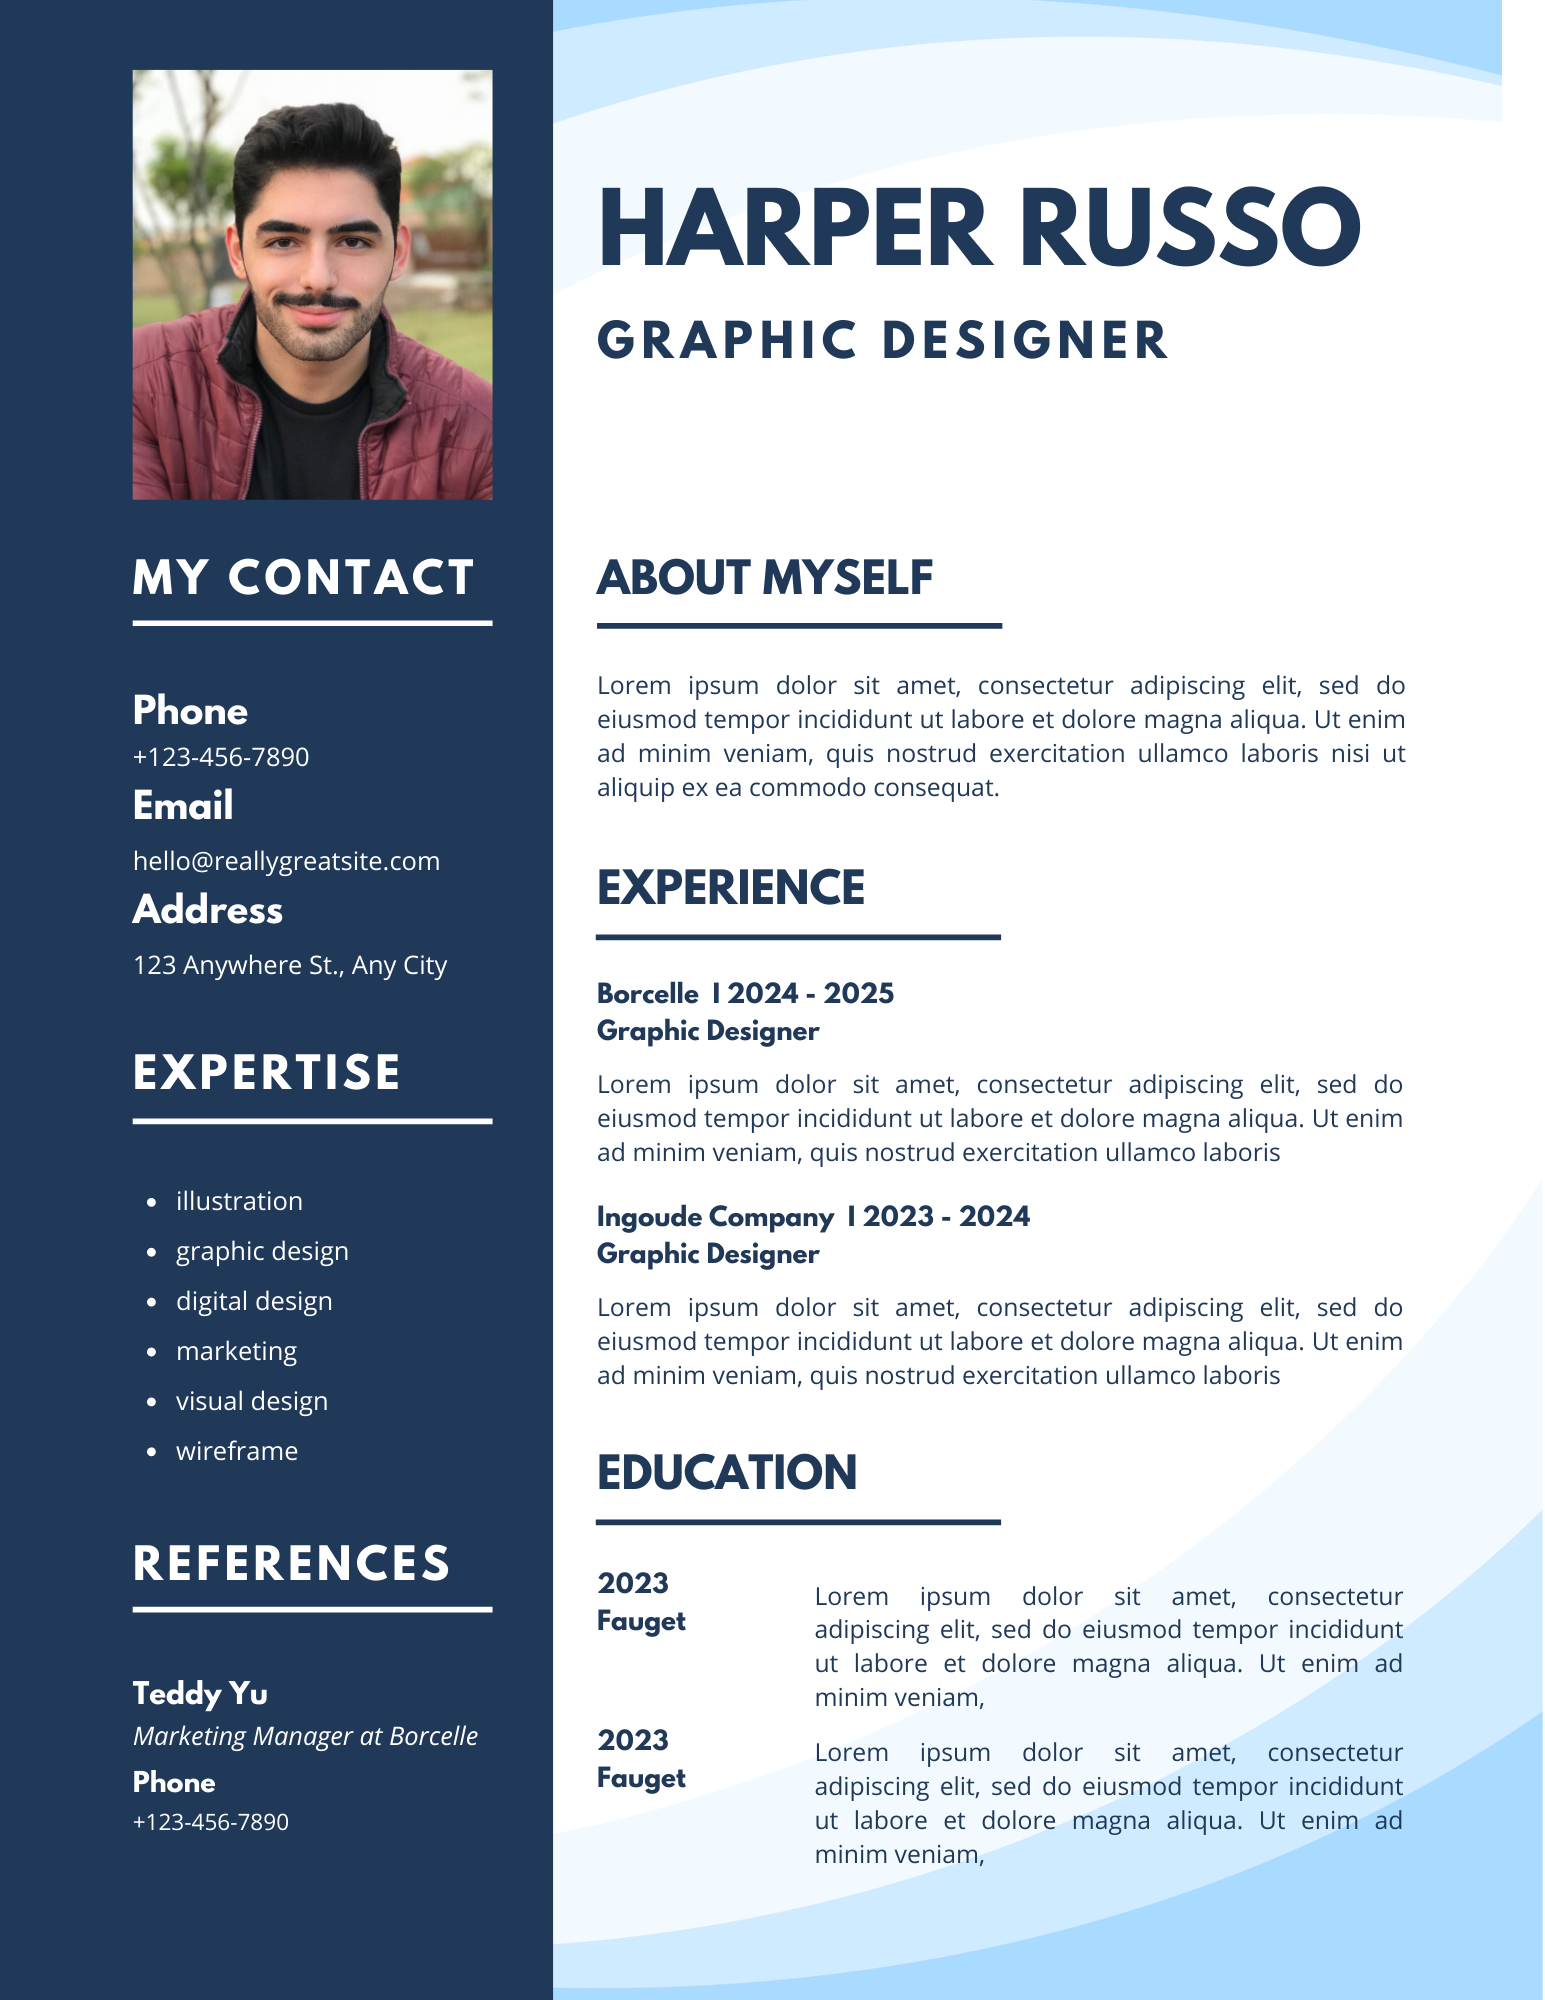 HARPER RUSSO
GRAPHIC DESIGNER
MY CONTACT
Phone
+123-456-7890
Email
hello@reallygreatsite.com
Address
123 Anywhere St., Any City
EXPERTISE
• illustration
• graphic design
• digital design
• marketing
• visual design
• wireframe
REFERENCES
Teddy Yu
Marketing Manager at Borcelle
Phone
+123-456-7890
ABOUT MYSELF
Lorem ipsum dolor sit amet, consectetur adipiscing elit, sed do
eiusmod tempor incididunt ut labore et dolore magna aliqua. Ut enim
ad minim veniam, quis nostrud exercitation ullamco laboris nisi ut
aliquip ex ea commodo consequat.
EXPERIENCE
Borcelle I 2024 - 2025
Graphic Designer
Lorem ipsum dolor sit amet, consectetur adipiscing elit, sed do
eiusmod tempor incididunt ut labore et dolore magna aliqua. Ut enim
ad minim veniam, quis nostrud exercitation ullamco laboris
Ingoude Company I 2023 - 2024
Graphic Designer
Lorem ipsum dolor sit amet, consectetur adipiscing elit, sed do
eiusmod tempor incididunt ut labore et dolore magna aliqua. Ut enim
ad minim veniam, quis nostrud exercitation ullamco laboris
EDUCATION
2023
Fauget
Lorem ipsum dolor sit amet, consectetur
adipiscing elit, sed do eiusmod tempor incididunt
ut labore et dolore magna aliqua. Ut enim ad
minim veniam,
2023
Fauget
Lorem ipsum dolor sit amet, consectetur
adipiscing elit, sed do eiusmod tempor incididunt
ut labore et dolore magna aliqua. Ut enim ad
minim veniam,